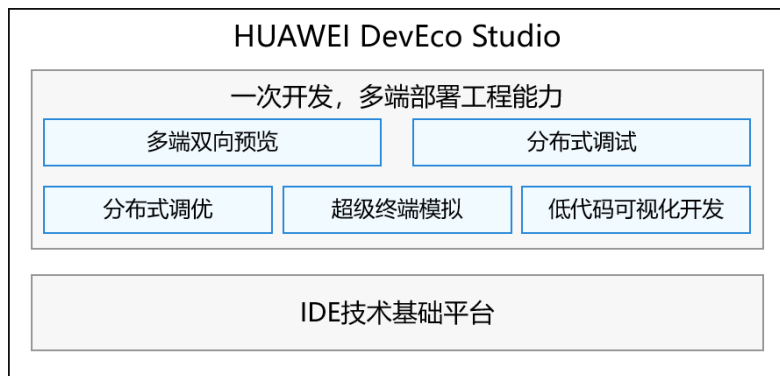 HUAWEI DevEco Studio
一次开发，多端部署工程能力
多端双向预览
分布式调试
分布式调优
超级终端模拟
低代码可视化开发
IDE技术基础平台